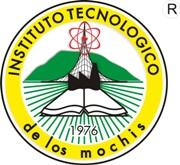 ®
INSTITUTO TECNOLOGICO
1976
de los mochis